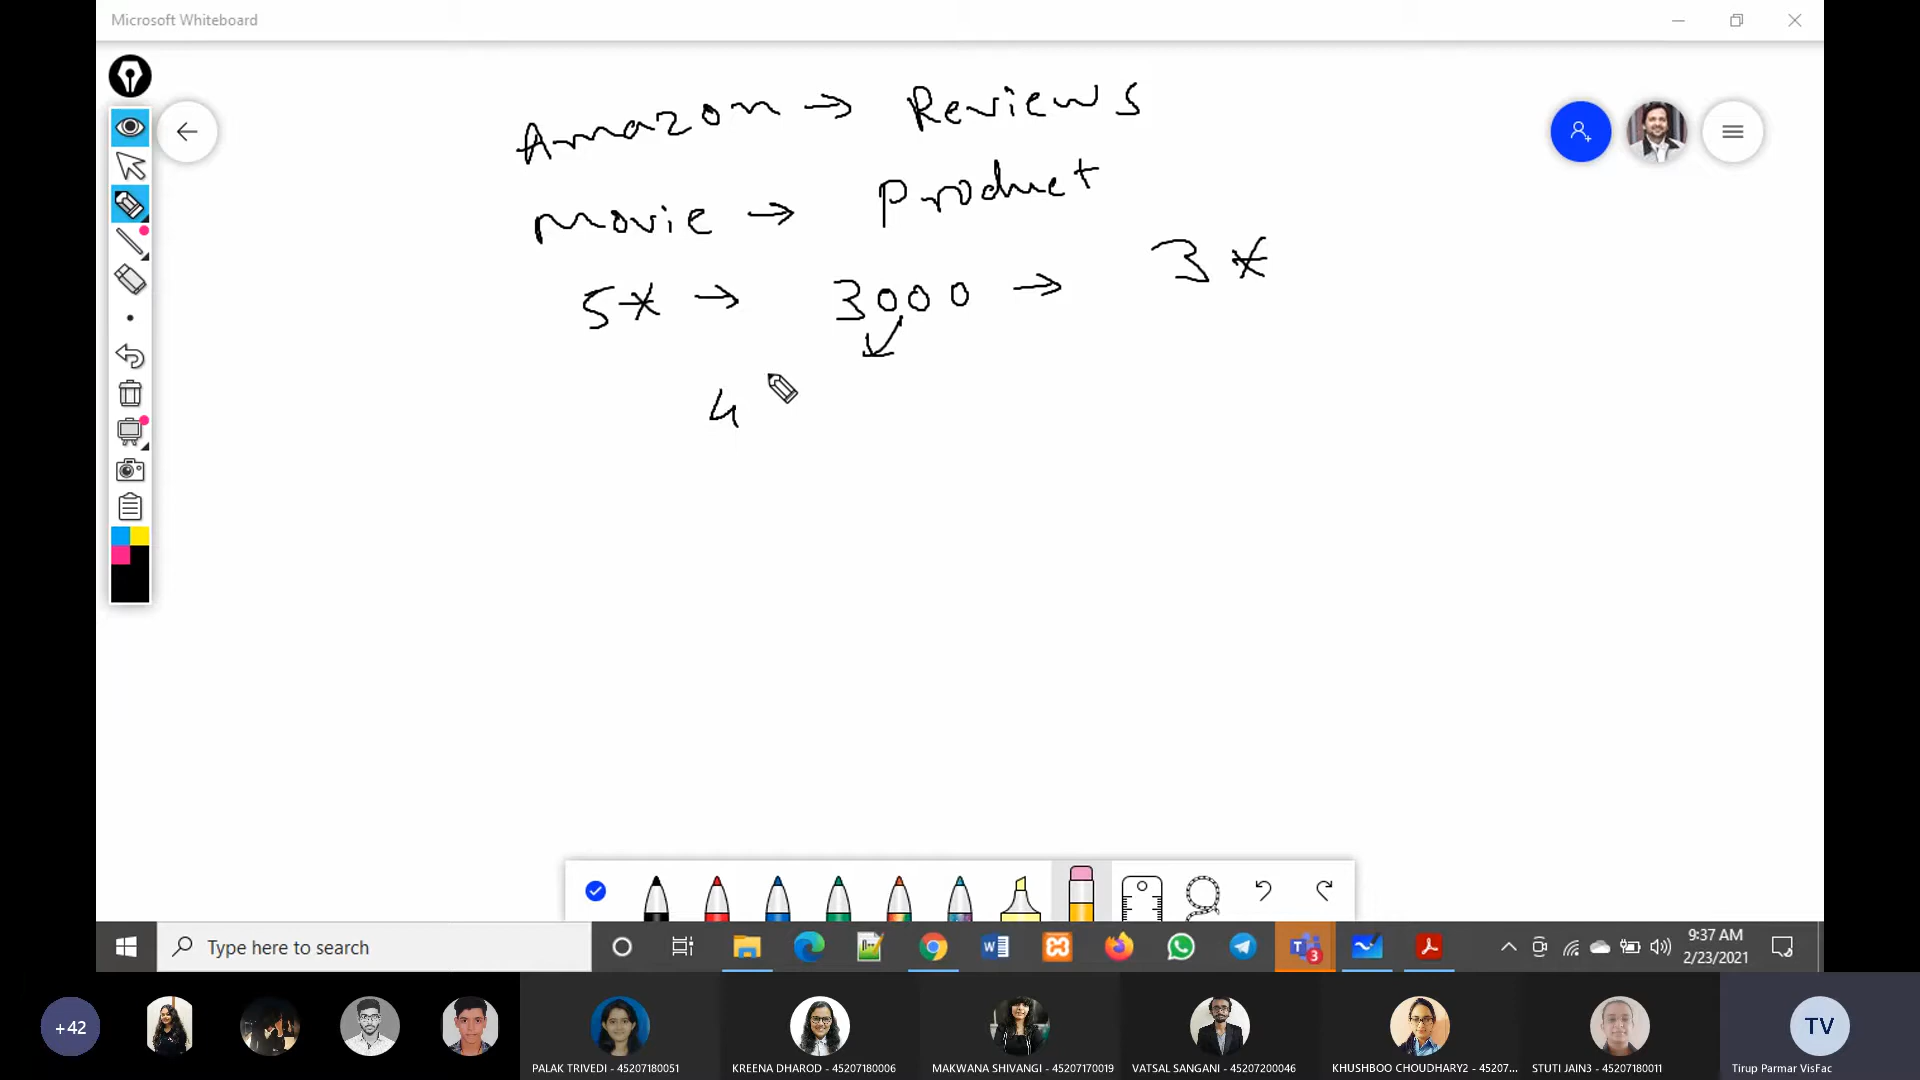 Microsoft Whiteboard
Amazon → Reviews
Movie → Product
5* → 3000 → 3*
4
Type here to search
3
9:37 AM
2/23/2021
+42
PALAK TRIVEDI - 45207180051
KREENA DHAROD - 45207180006
MAKWANA SHIVANGI - 45207170019
VATSAL SANGANI - 45207200046
KHUSHBOO CHOUDHARY2 - 45207...
STUTI JAIN3 - 45207180011
TV
Tirup Parmar VisFac